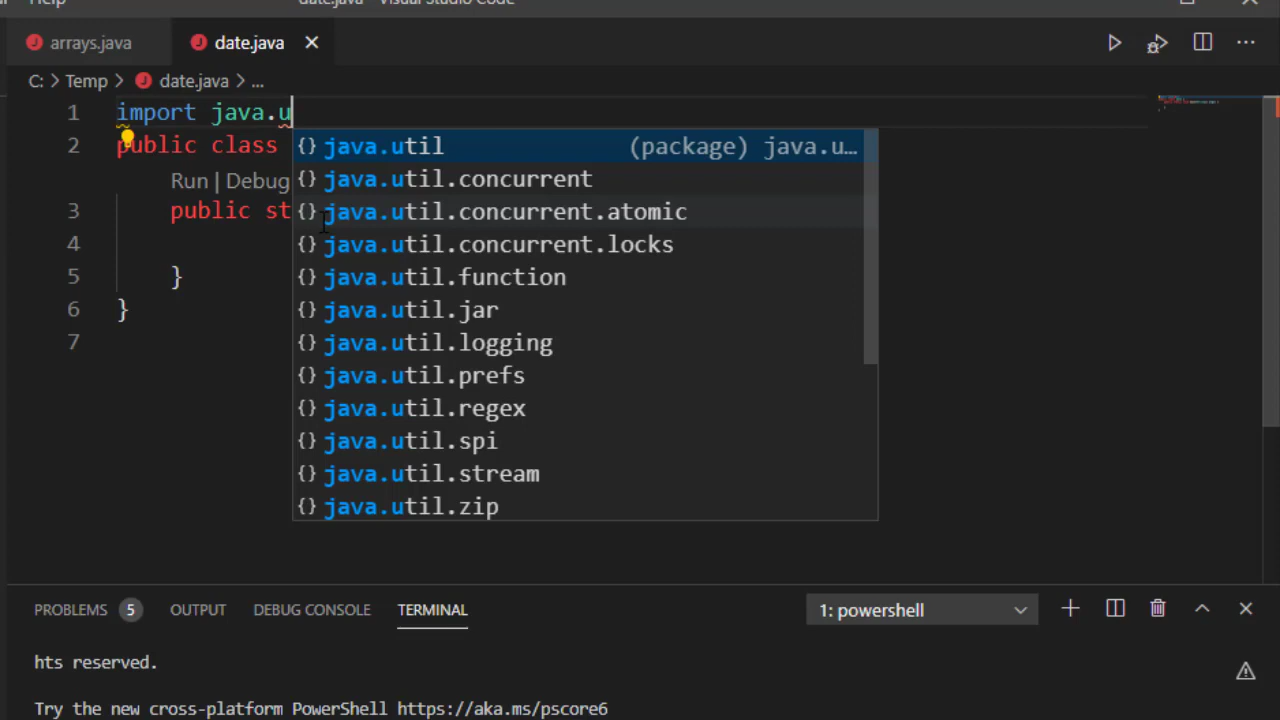 Help date.java - Visual Studio Code
arrays.java date.java
C: > Temp > date.java > ...
1 import java.u
2 public class
Run | Debug
3 public st
4
5 }
6 }
7
{} java.util (package) java.u…
{} java.util.concurrent
{} java.util.concurrent.atomic
{} java.util.concurrent.locks
{} java.util.function
{} java.util.jar
{} java.util.logging
{} java.util.prefs
{} java.util.regex
{} java.util.spi
{} java.util.stream
{} java.util.zip
PROBLEMS 5 OUTPUT DEBUG CONSOLE TERMINAL 1: powershell
hts reserved.
Try the new cross-platform PowerShell https://aka.ms/pscore6